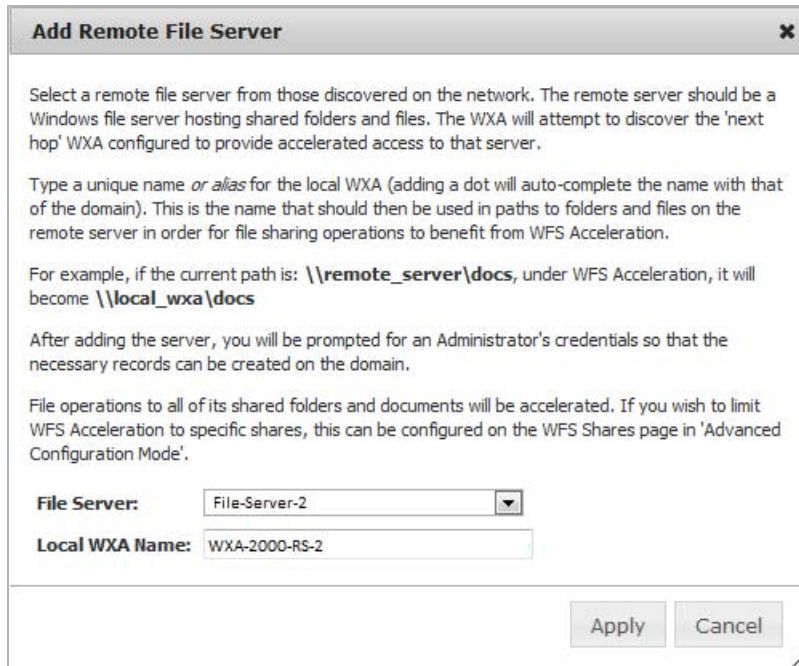 Add Remote File Server
Select a remote file server from those discovered on the network. The remote server should be a
Windows file server hosting shared folders and files. The WXA will attempt to discover the 'next
hop' WXA configured to provide accelerated access to that server.
Type a unique name or alias for the local WXA (adding a dot will auto-complete the name with that
of the domain). This is the name that should then be used in paths to folders and files on the
remote server in order for file sharing operations to benefit from WFS Acceleration.
For example, if the current path is: \\remote_server\docs, under WFS Acceleration, it will
become \\local_wxa\docs
After adding the server, you will be prompted for an Administrator's credentials so that the
necessary records can be created on the domain.
File operations to all of its shared folders and documents will be accelerated. If you wish to limit
WFS Acceleration to specific shares, this can be configured on the WFS Shares page in 'Advanced
Configuration Mode'.
File Server: File-Server-2
Local WXA Name: WXA-2000-RS-2
Apply Cancel